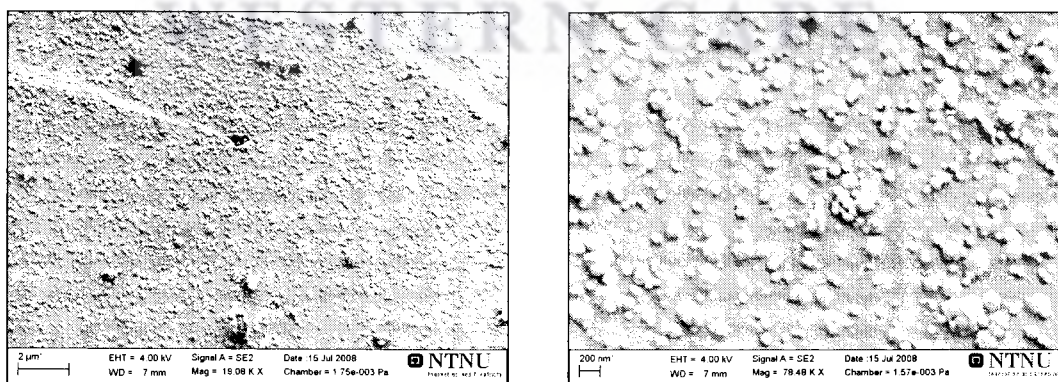 WESTERN CAPE
2 µm
EHT = 4.00 kV Signal A = SE2 Date :15 Jul 2008
WD = 7 mm Mag = 19.08 K X Chamber = 1.75e-003 Pa
NTNU
200 nm
EHT = 4.00 kV Signal A = SE2 Date :15 Jul 2008
WD = 7 mm Mag = 78.48 K X Chamber = 1.57e-003 Pa
NTNU